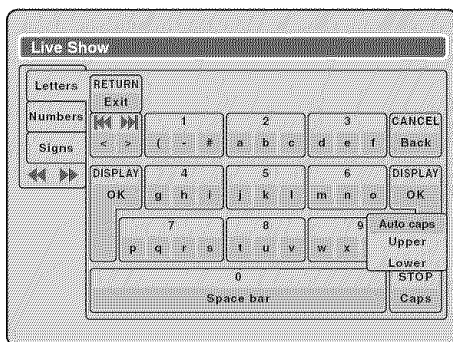 Live Show
Letters
Numbers
Signs
RETURN
Exit
< >
1
( - #
2
a b c
3
d e f
CANCEL
Back
DISPLAY
OK
4
g h i
5
j k l
6
m n o
DISPLAY
OK
7
p q r s
8
t u v
9
w x
Auto caps
Upper
Lower
0
Space bar
STOP
Caps